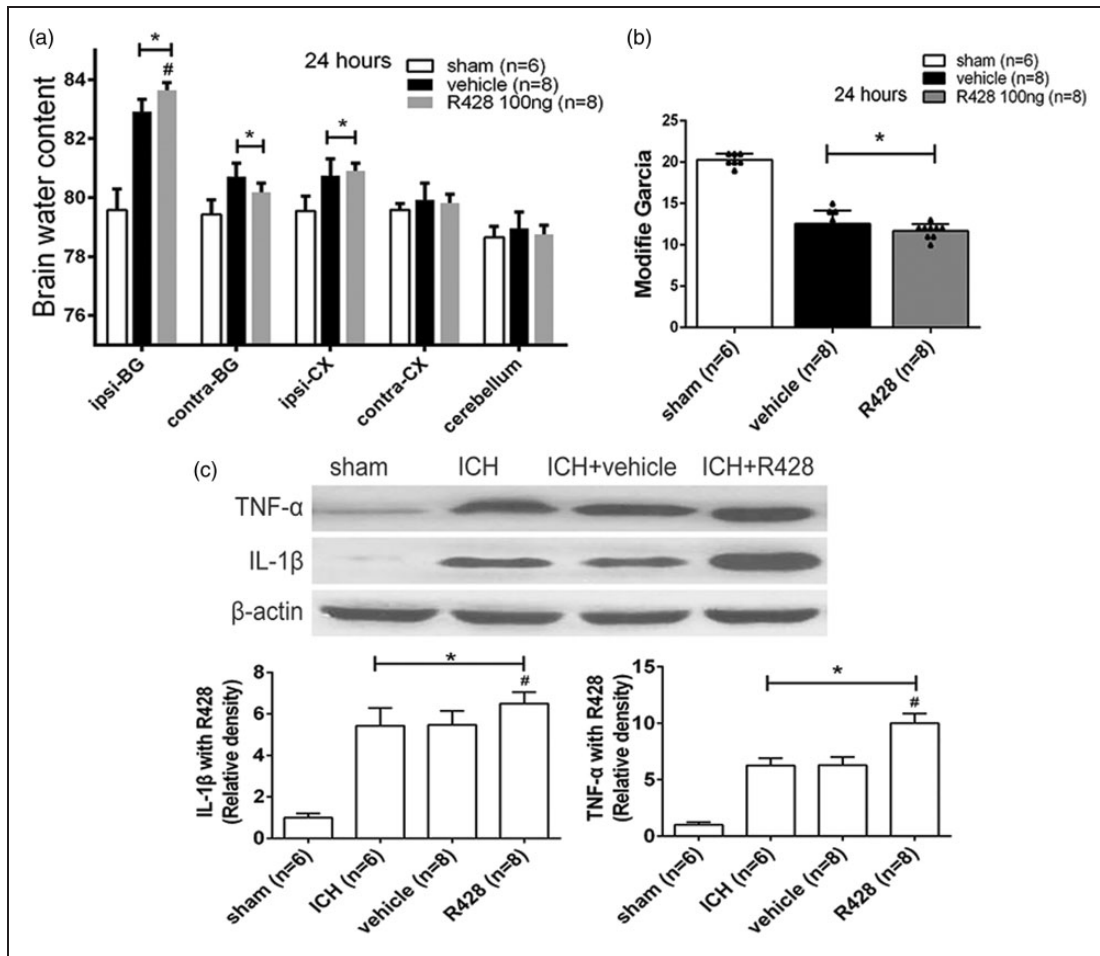 (a)
*
#
24 hours
sham (n=6)
vehicle (n=8)
R428 100ng (n=8)
*
*
Brain water content
84
82
80
78
76
ipsi-BG
contra-BG
ipsi-CX
contra-CX
cerebellum
(b)
sham (n=6)
vehicle (n=8)
24 hours
R428 100ng (n=8)
*
Modifie Garcia
25
20
15
10
5
0
sham (n=6)
vehicle (n=8)
R428 (n=8)
(c)
sham ICH ICH+vehicle ICH+R428
TNF-α
IL-1β
β-actin
IL-1β with R428
(Relative density)
8
6
4
2
0
*
#
sham (n=6)
ICH (n=6)
vehicle (n=8)
R428 (n=8)
TNF-α with R428
(Relative density)
15
10
5
0
*
#
sham (n=6)
ICH (n=6)
vehicle (n=8)
R428 (n=8)